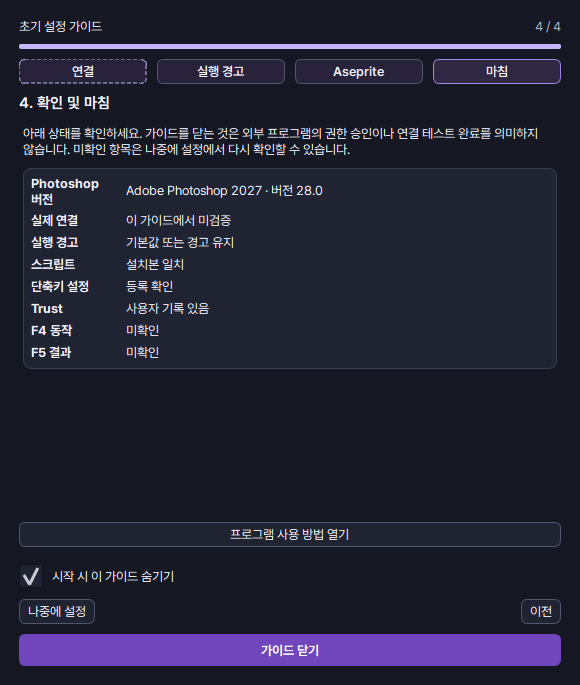 초기 설정 가이드
4 / 4
연결
실행 경고
Aseprite
마침
4. 확인 및 마침
아래 상태를 확인하세요. 가이드를 닫는 것은 외부 프로그램의 권한 승인이나 연결 테스트 완료를 의미하지
않습니다. 미확인 항목은 나중에 설정에서 다시 확인할 수 있습니다.
Photoshop
버전
Adobe Photoshop 2027 · 버전 28.0
실제 연결
이 가이드에서 미검증
실행 경고
기본값 또는 경고 유지
스크립트
설치본 일치
단축키 설정
등록 확인
Trust
사용자 기록 있음
F4 동작
미확인
F5 결과
미확인
프로그램 사용 방법 열기
시작 시 이 가이드 숨기기
나중에 설정
이전
가이드 닫기